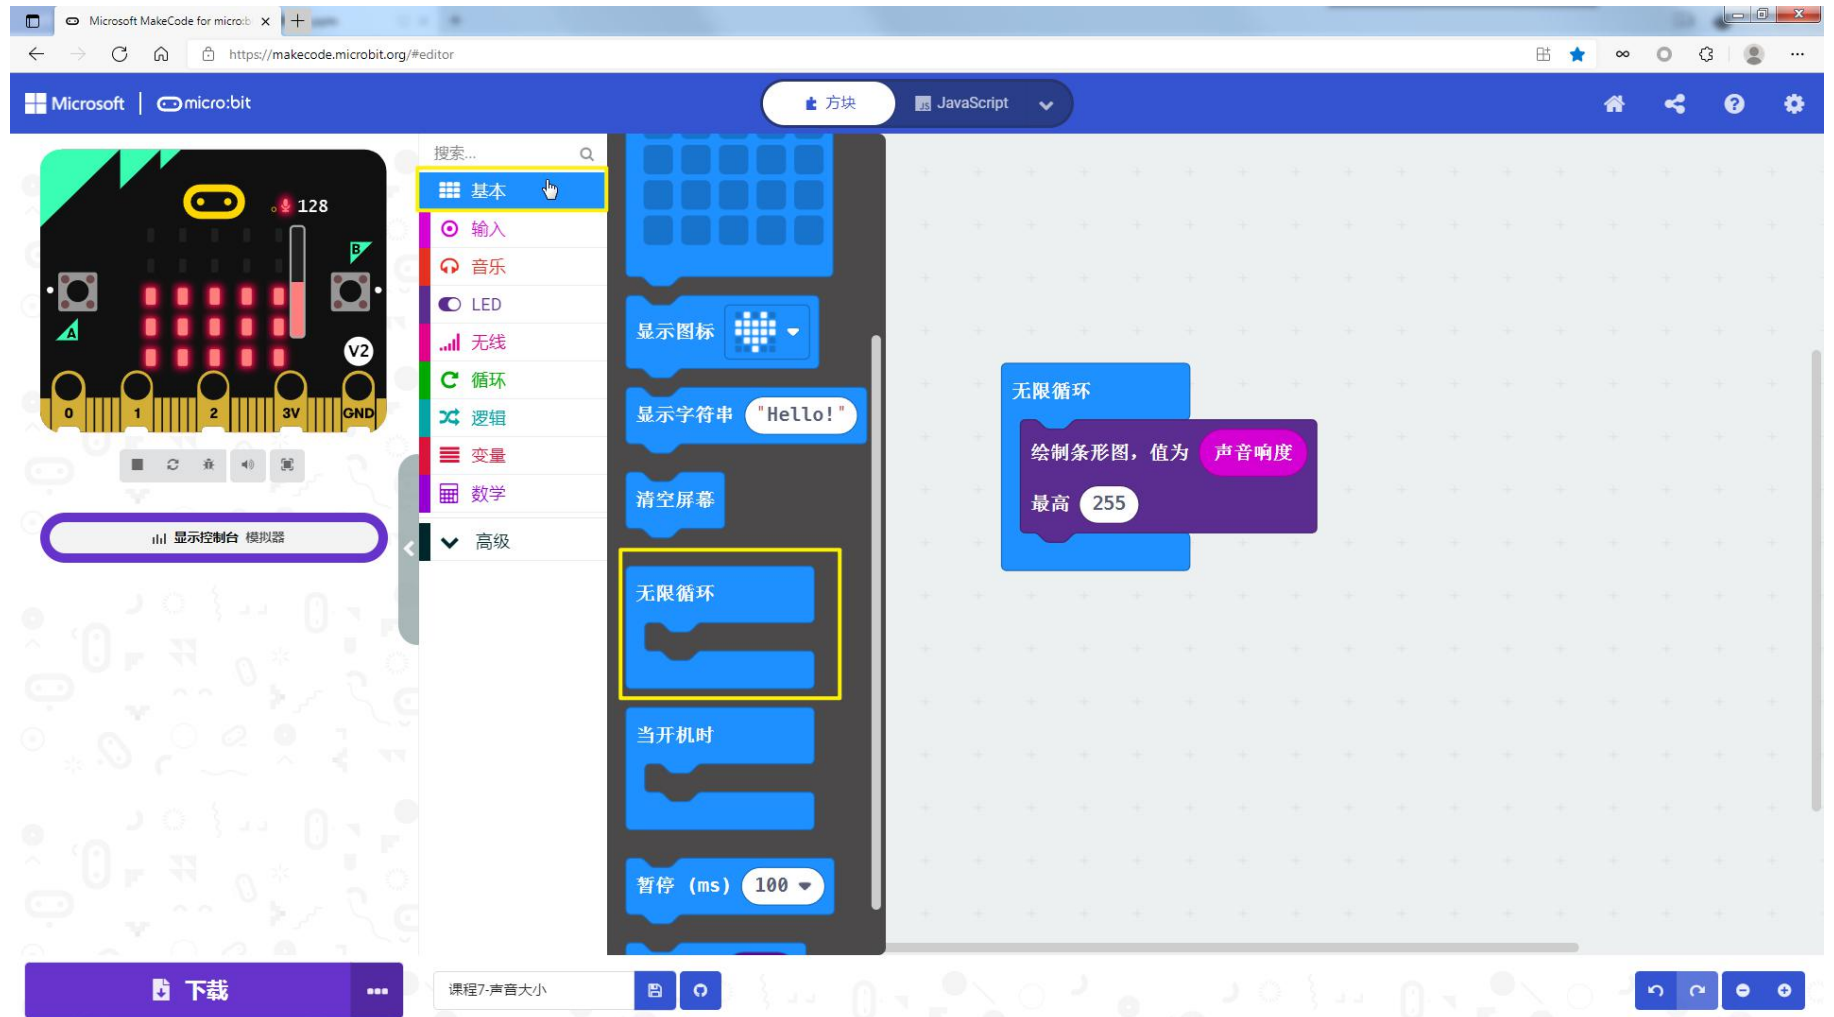 Microsoft MakeCode for micro:b
https://makecode.microbit.org/#editor
Microsoft micro:bit
方块
JS JavaScript
搜索...
基本
输入
音乐
LED
无线
循环
逻辑
变量
数学
高级
128
B
A
V2
0 1 2 3V GND
显示控制台 模拟器
显示图标
显示字符串 "Hello!"
清空屏幕
无限循环
当开机时
暂停 (ms) 100
无限循环
绘制条形图，值为 声音响度
最高 255
下载
课程7-声音大小